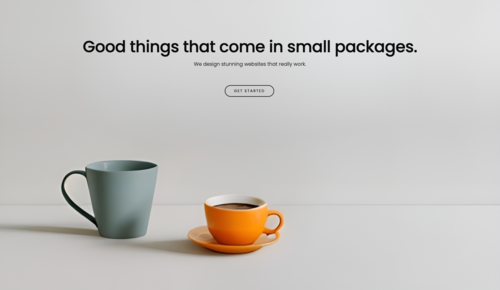 Good things that come in small packages.
We design stunning websites that really work.
GET STARTED